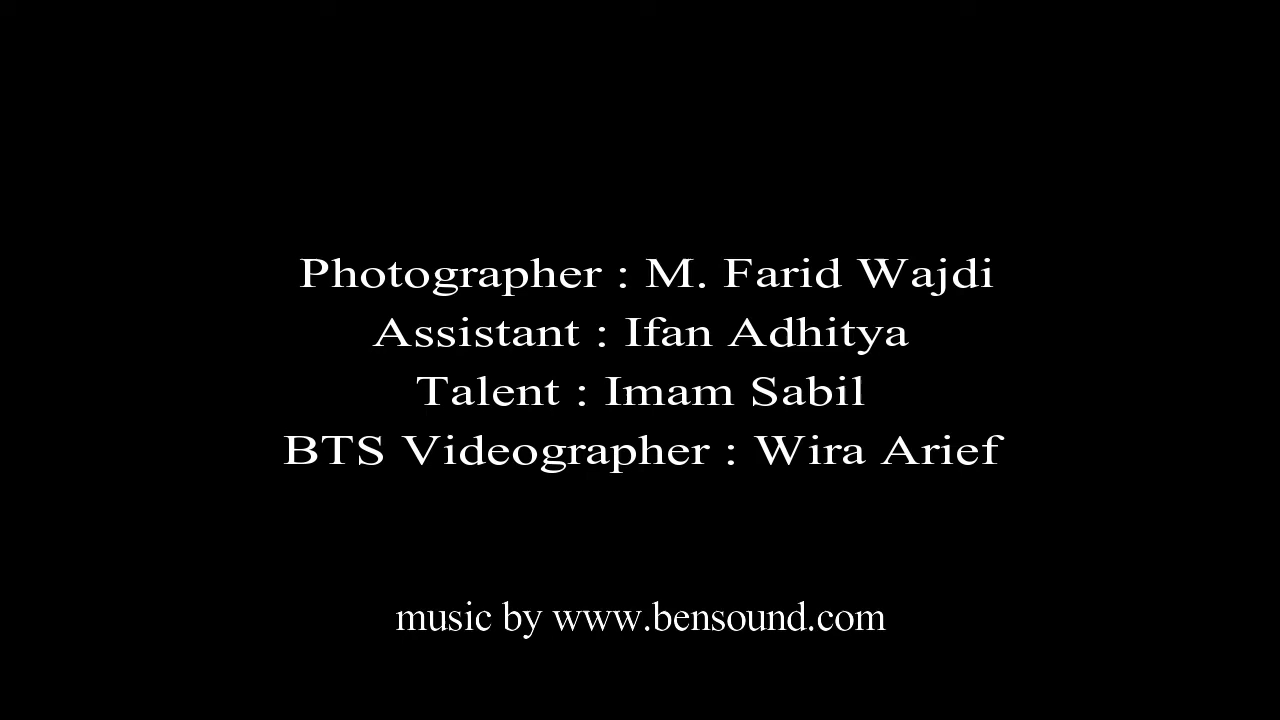 Photographer : M. Farid Wajdi
Assistant : Ifan Adhitya
Talent : Imam Sabil
BTS Videographer : Wira Arief
music by www.bensound.com